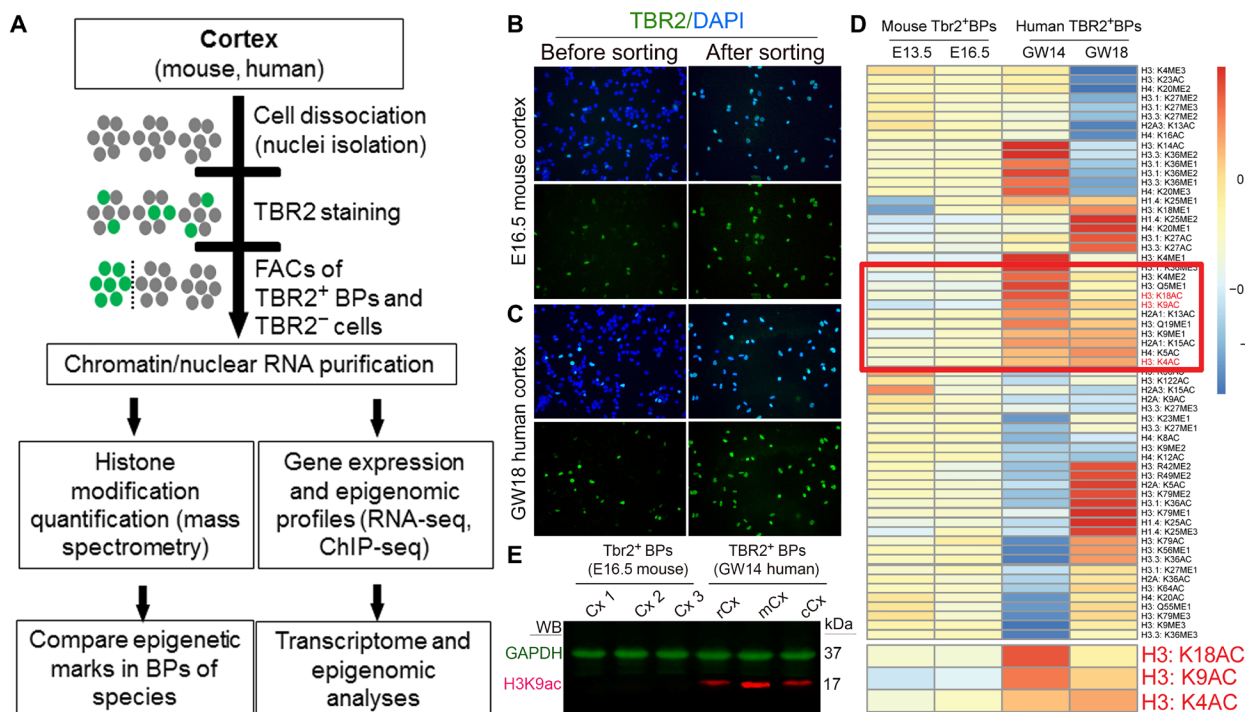 A
Cortex
(mouse, human)
Cell dissociation
(nuclei isolation)
TBR2 staining
FACs of
TBR2+ BPs and
TBR2− cells
Chromatin/nuclear RNA purification
Histone
modification
quantification (mass
spectrometry)
Gene expression
and epigenomic
profiles (RNA-seq,
ChIP-seq)
Compare epigenetic
marks in BPs of
species
Transcriptome and
epigenomic
analyses
B
TBR2/DAPI
Before sorting
After sorting
E16.5 mouse cortex
C
GW18 human cortex
E
Tbr2+ BPs
(E16.5 mouse)
TBR2+ BPs
(GW14 human)
Cx 1
Cx 2
Cx 3
rCx
mCx
cCx
WB
kDa
GAPDH
37
H3K9ac
17
D
Mouse Tbr2+BPs
Human TBR2+BPs
E13.5
E16.5
GW14
GW18
H3: K4ME3
H3: K23AC
H4: K20ME2
H3.1: K27ME2
H3.1: K27ME3
H3.3: K27ME2
H2A3: K13AC
H4: K16AC
H3: K14AC
H3.3: K36ME2
H3.1: K36ME1
H3.1: K36ME2
H3.3: K36ME1
H4: K20ME3
H1.4: K25ME1
H3: K18ME1
H1.4: K25ME2
H4: K20ME1
H3.1: K27AC
H3.3: K27AC
H3: K4ME1
H3.1: K36ME3
H3: K4ME2
H3: Q5ME1
H3: K18AC
H3: K9AC
H2A1: K13AC
H3: Q19ME1
H3: K9ME1
H2A1: K15AC
H4: K5AC
H3: K4AC
H3: K122AC
H2A3: K15AC
H2A: K9AC
H3.3: K27ME3
H3: K23ME1
H3.3: K27ME1
H4: K8AC
H3: K9ME2
H4: K12AC
H3: R42ME2
H3: R49ME2
H2A: K5AC
H3: K79ME2
H3.1: K36AC
H3: K79ME1
H1.4: K25AC
H1.4: K25ME3
H3: K79AC
H3: K56ME1
H3.3: K36AC
H3.1: K27ME1
H2A: K36AC
H3: K64AC
H4: K20AC
H3: Q55ME1
H3: K79ME3
H3: K9ME3
H3.3: K36ME3
−0
H3: K18AC
H3: K9AC
H3: K4AC